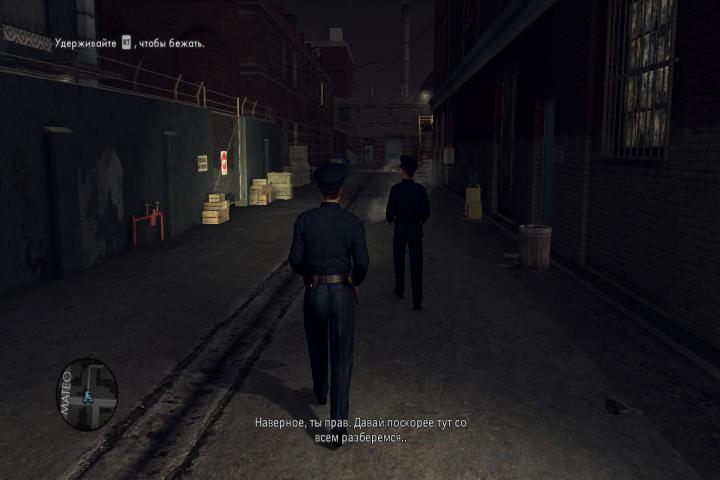 Удерживайте RT, чтобы бежать.
MATEO
Наверное, ты прав. Давай поскорее тут со
всем разберемся..